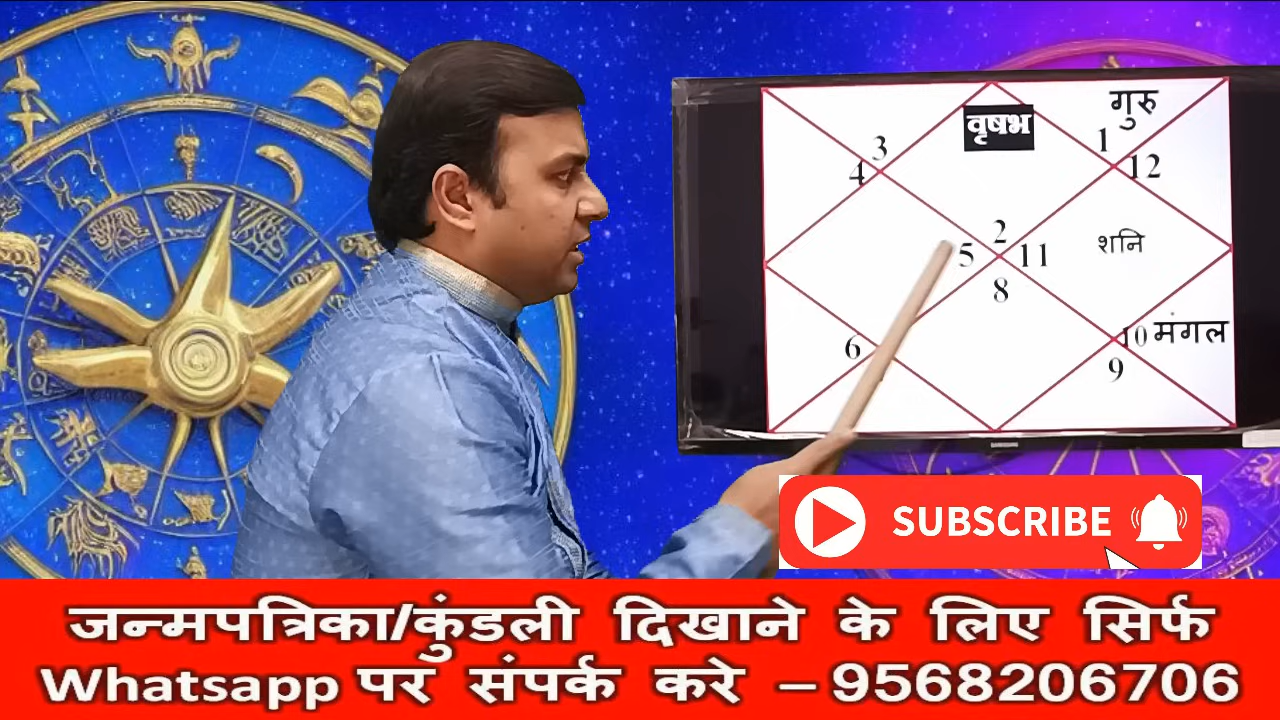 वृषभ
गुरु
3
1
4
12
2
5
11
शनि
8
6
10 मंगल
9
SUBSCRIBE
जन्मपत्रिका/कुंडली दिखाने के लिए सिर्फ
Whatsapp पर संपर्क करे – 9568206706